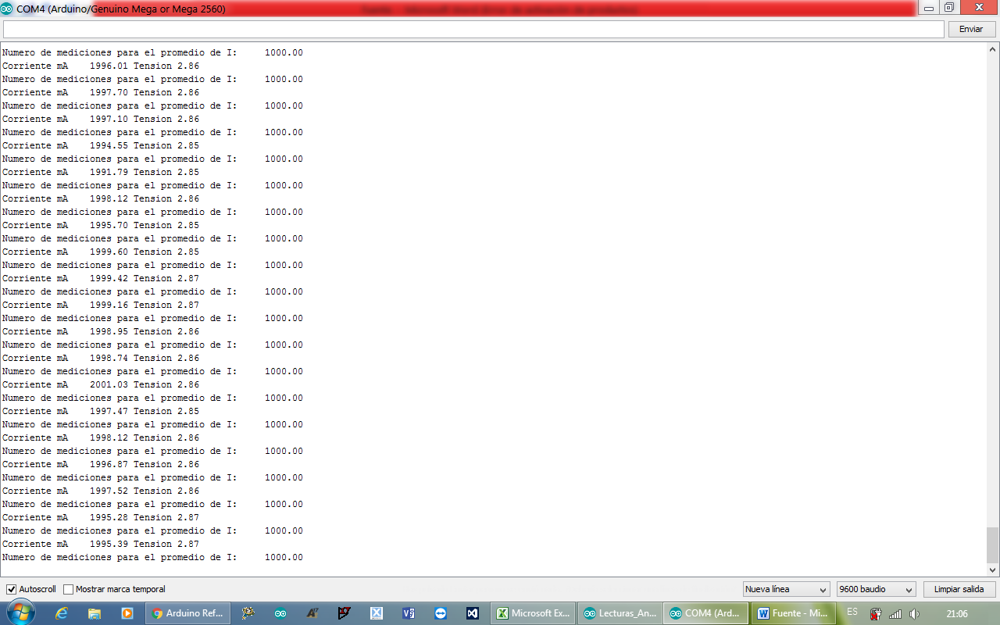 COM4 (Arduino/Genuino Mega or Mega 2560)
Enviar
Numero de mediciones para el promedio de I: 1000.00
Corriente mA 1996.01 Tension 2.86
Numero de mediciones para el promedio de I: 1000.00
Corriente mA 1997.70 Tension 2.86
Numero de mediciones para el promedio de I: 1000.00
Corriente mA 1997.10 Tension 2.86
Numero de mediciones para el promedio de I: 1000.00
Corriente mA 1994.55 Tension 2.85
Numero de mediciones para el promedio de I: 1000.00
Corriente mA 1991.79 Tension 2.85
Numero de mediciones para el promedio de I: 1000.00
Corriente mA 1998.12 Tension 2.86
Numero de mediciones para el promedio de I: 1000.00
Corriente mA 1995.70 Tension 2.85
Numero de mediciones para el promedio de I: 1000.00
Corriente mA 1999.60 Tension 2.85
Numero de mediciones para el promedio de I: 1000.00
Corriente mA 1999.42 Tension 2.87
Numero de mediciones para el promedio de I: 1000.00
Corriente mA 1999.16 Tension 2.87
Numero de mediciones para el promedio de I: 1000.00
Corriente mA 1998.95 Tension 2.86
Numero de mediciones para el promedio de I: 1000.00
Corriente mA 1998.74 Tension 2.86
Numero de mediciones para el promedio de I: 1000.00
Corriente mA 2001.03 Tension 2.86
Numero de mediciones para el promedio de I: 1000.00
Corriente mA 1997.47 Tension 2.85
Numero de mediciones para el promedio de I: 1000.00
Corriente mA 1998.12 Tension 2.86
Numero de mediciones para el promedio de I: 1000.00
Corriente mA 1996.87 Tension 2.86
Numero de mediciones para el promedio de I: 1000.00
Corriente mA 1997.52 Tension 2.86
Numero de mediciones para el promedio de I: 1000.00
Corriente mA 1995.28 Tension 2.87
Numero de mediciones para el promedio de I: 1000.00
Corriente mA 1995.39 Tension 2.87
Numero de mediciones para el promedio de I: 1000.00
Autoscroll Mostrar marca temporal Nueva línea 9600 baudio Limpiar salida
Arduino Ref... Microsoft Ex... Lecturas_An... COM4 (Ard... Fuente - Mi... ES 21:06